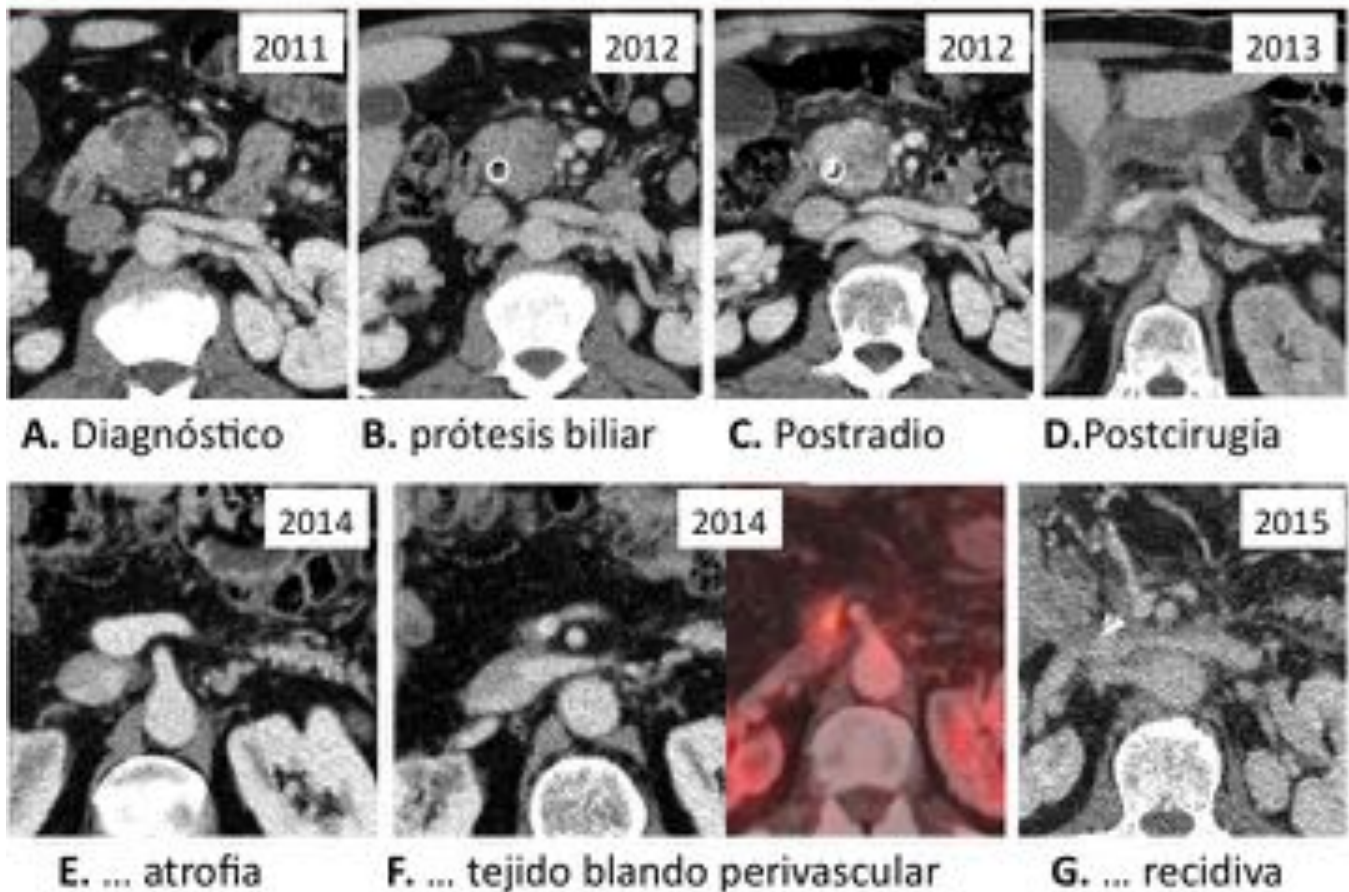 2011 2012 2012 2013
A. Diagnóstico B. prótesis biliar C. Postradio D.Postcirugía
2014 2014 2015
E. ... atrofia F. ... tejido blando perivascular G. ... recidiva